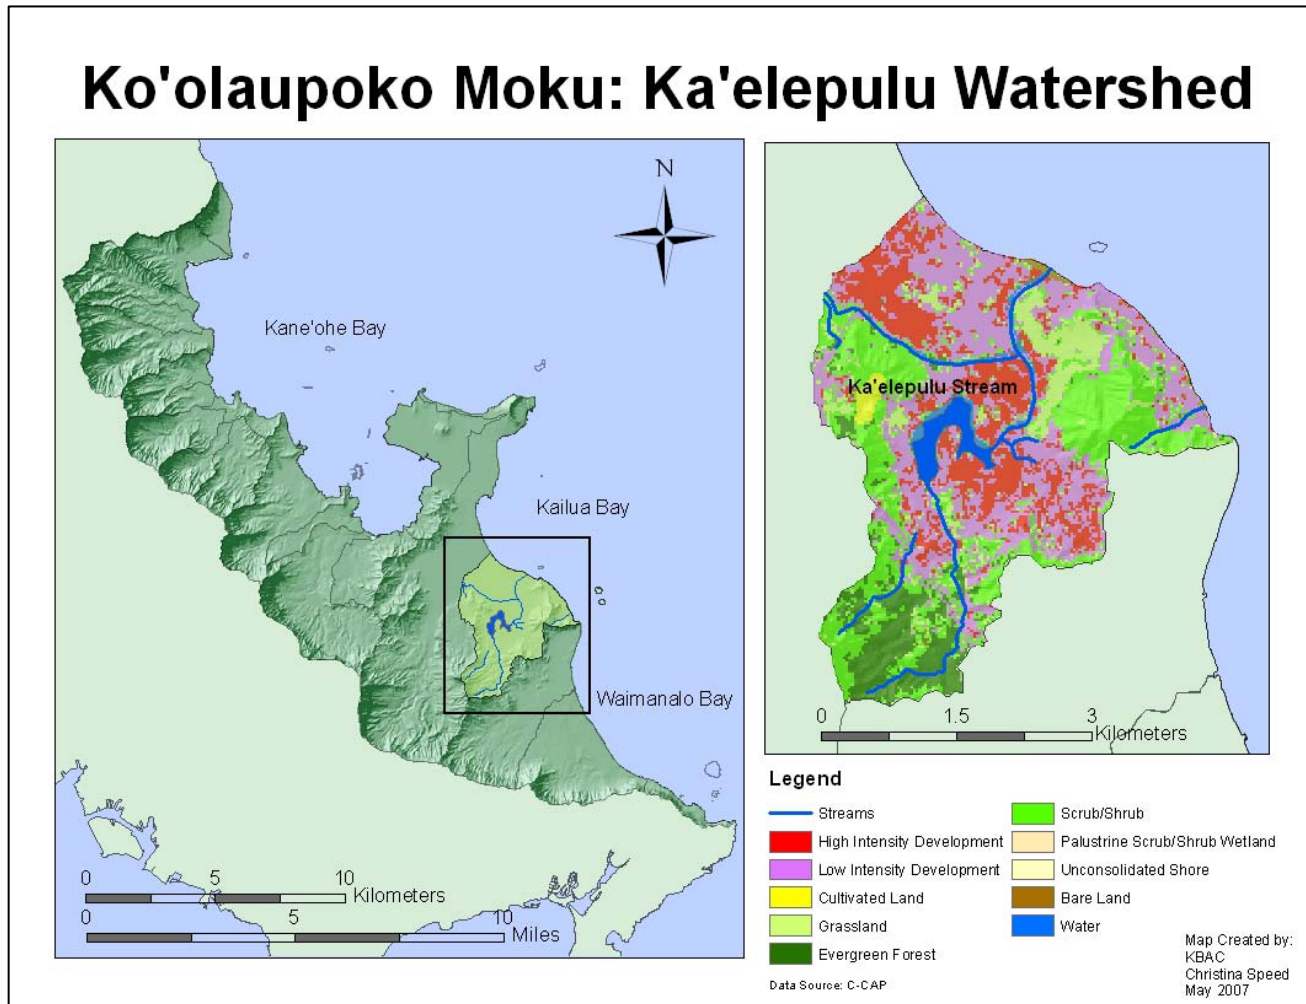 Ko'olaupoko Moku: Ka'elepulu Watershed
N
Kane'ohe Bay
Kailua Bay
Waimanalo Bay
0 5 10
Kilometers
0 5 10
Miles
Ka'elepulu Stream
0 1.5 3
Kilometers
Legend
Streams
High Intensity Development
Low Intensity Development
Cultivated Land
Grassland
Evergreen Forest
Scrub/Shrub
Palustrine Scrub/Shrub Wetland
Unconsolidated Shore
Bare Land
Water
Data Source: C-CAP
Map Created by:
KBAC
Christina Speed
May 2007